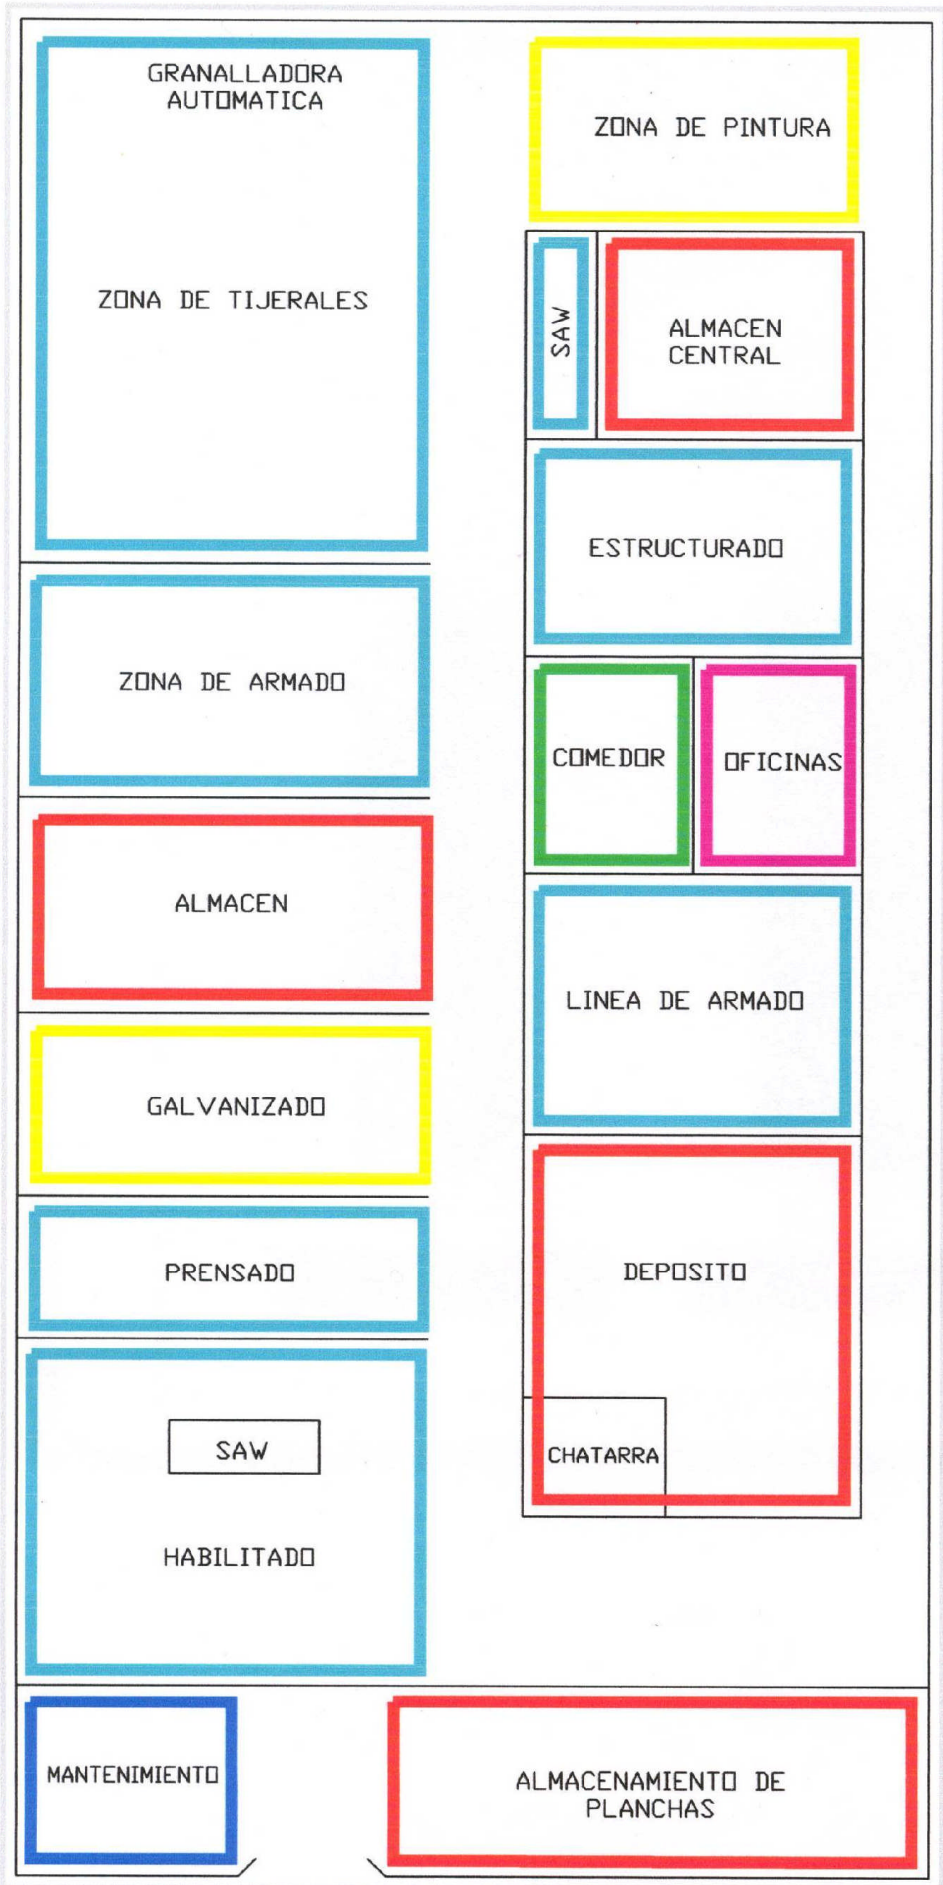 GRANALLADORA
AUTOMATICA
ZONA DE TIJERALES
ZONA DE ARMADO
ALMACEN
GALVANIZADO
PRENSADO
SAW
HABILITADO
MANTENIMIENTO
ZONA DE PINTURA
SAW
ALMACEN
CENTRAL
ESTRUCTURADO
COMEDOR
OFICINAS
LINEA DE ARMADO
DEPOSITO
CHATARRA
ALMACENAMIENTO DE
PLANCHAS